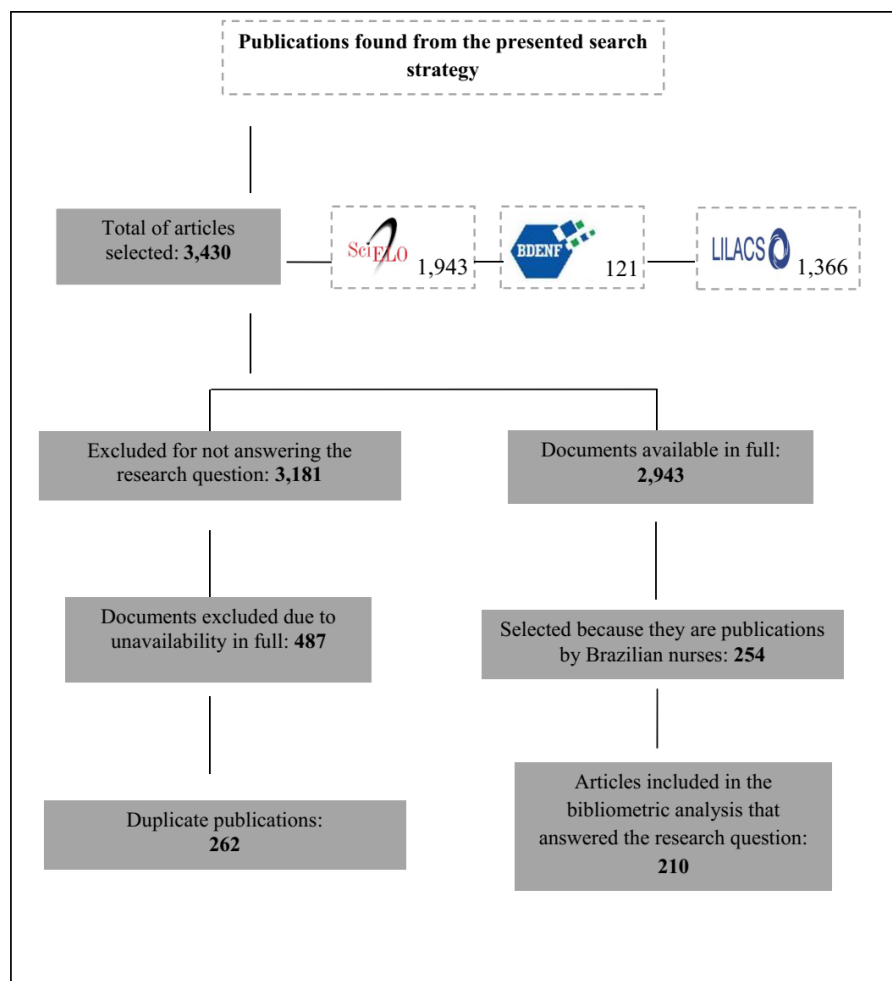 Publications found from the presented search
strategy
Total of articles
selected: 3,430
SciELO
1,943
BDENF
121
LILACS
1,366
Excluded for not answering the
research question: 3,181
Documents available in full:
2,943
Documents excluded due to
unavailability in full: 487
Selected because they are publications
by Brazilian nurses: 254
Duplicate publications:
262
Articles included in the
bibliometric analysis that
answered the research question:
210